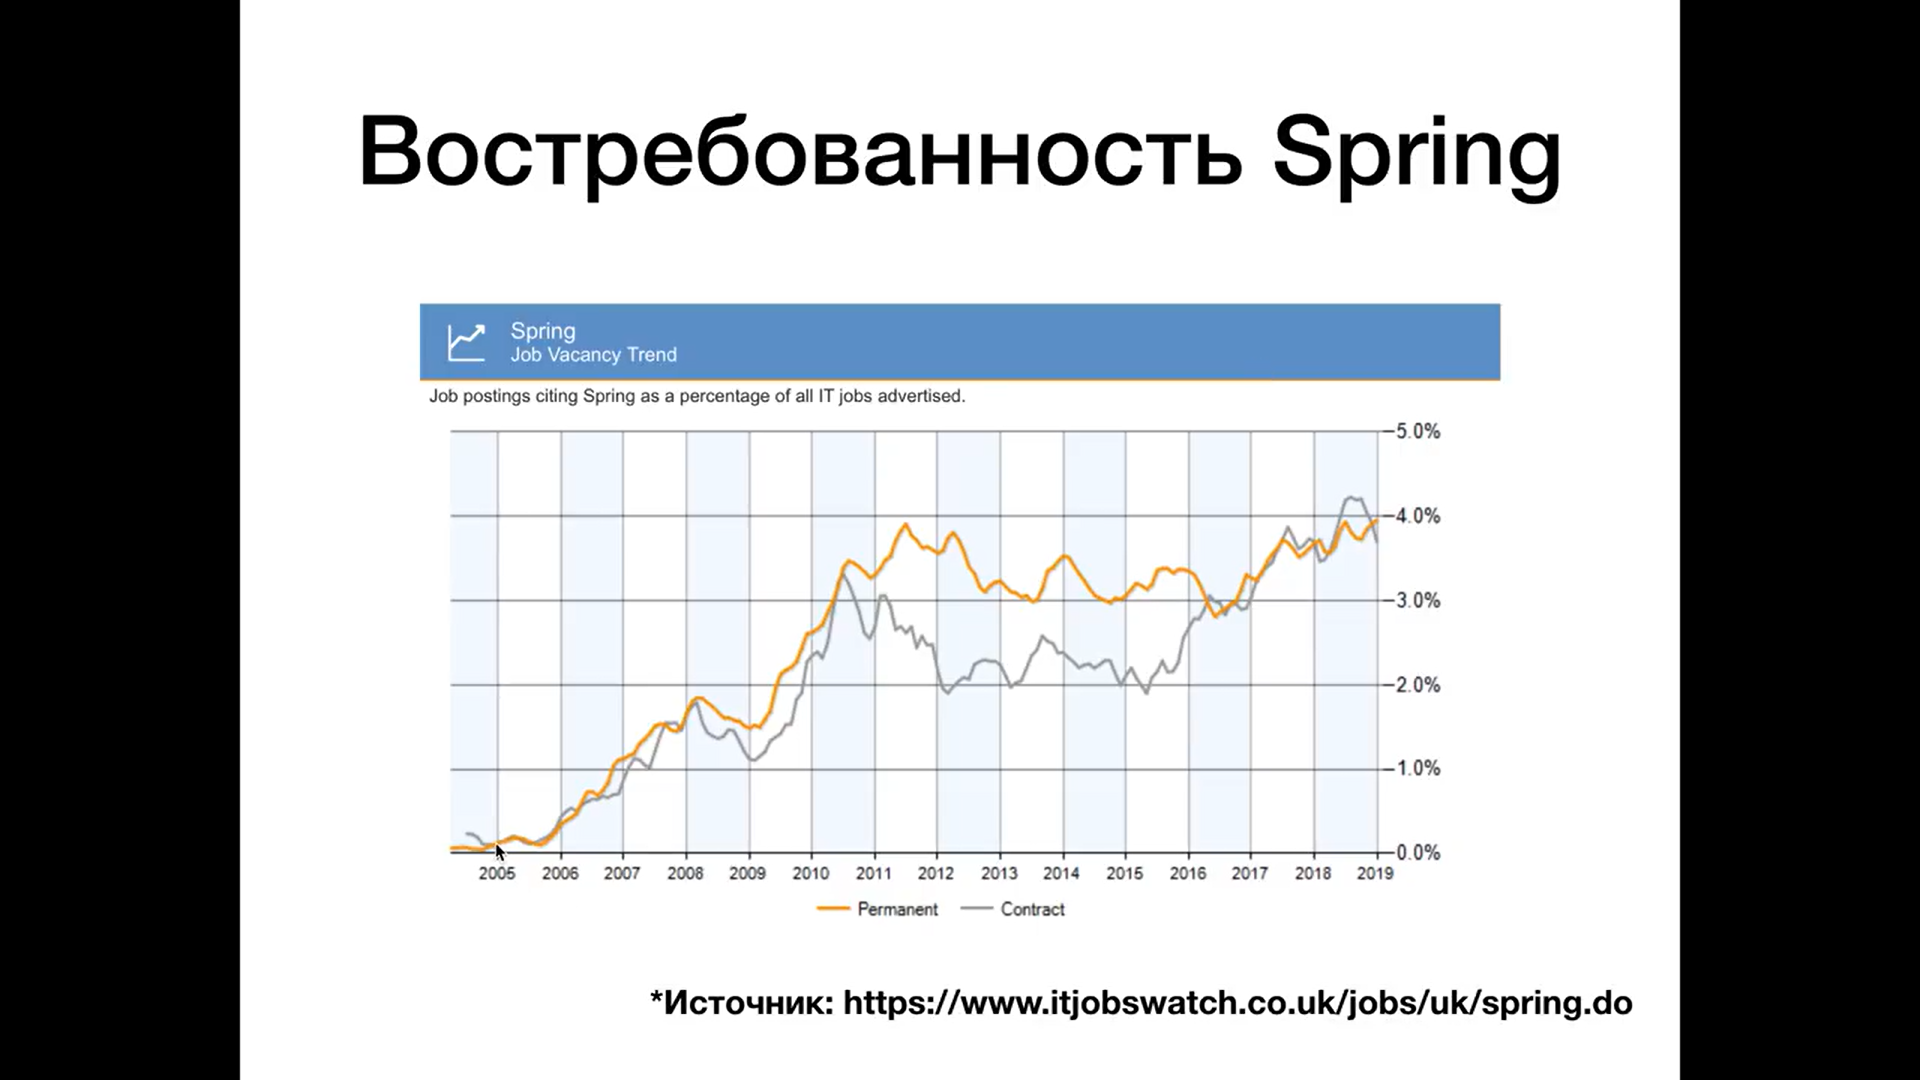 Востребованность Spring
Spring
Job Vacancy Trend
Job postings citing Spring as a percentage of all IT jobs advertised.
5.0%
4.0%
3.0%
2.0%
1.0%
0.0%
2005 2006 2007 2008 2009 2010 2011 2012 2013 2014 2015 2016 2017 2018 2019
Permanent Contract
*Источник: https://www.itjobswatch.co.uk/jobs/uk/spring.do